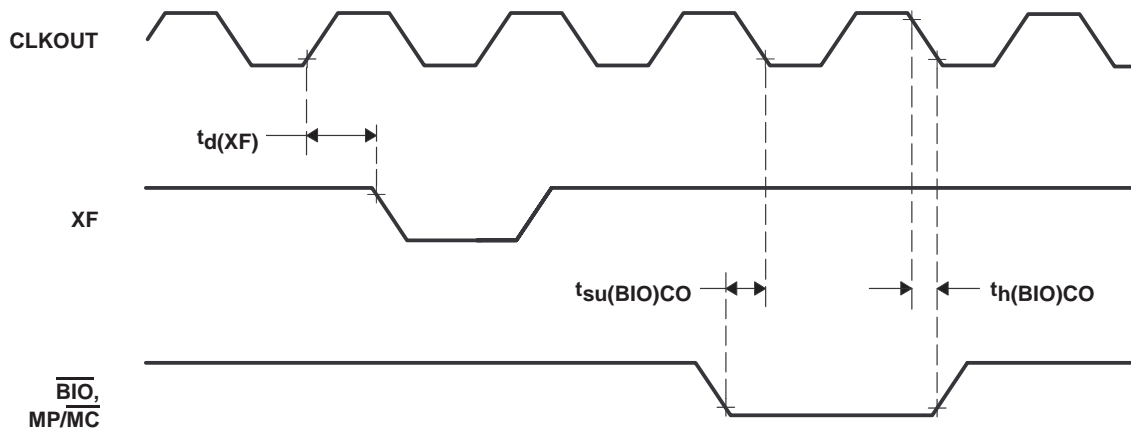 CLKOUT
td(XF)
XF
tsu(BIO)CO
th(BIO)CO
BIO,
MP/MC